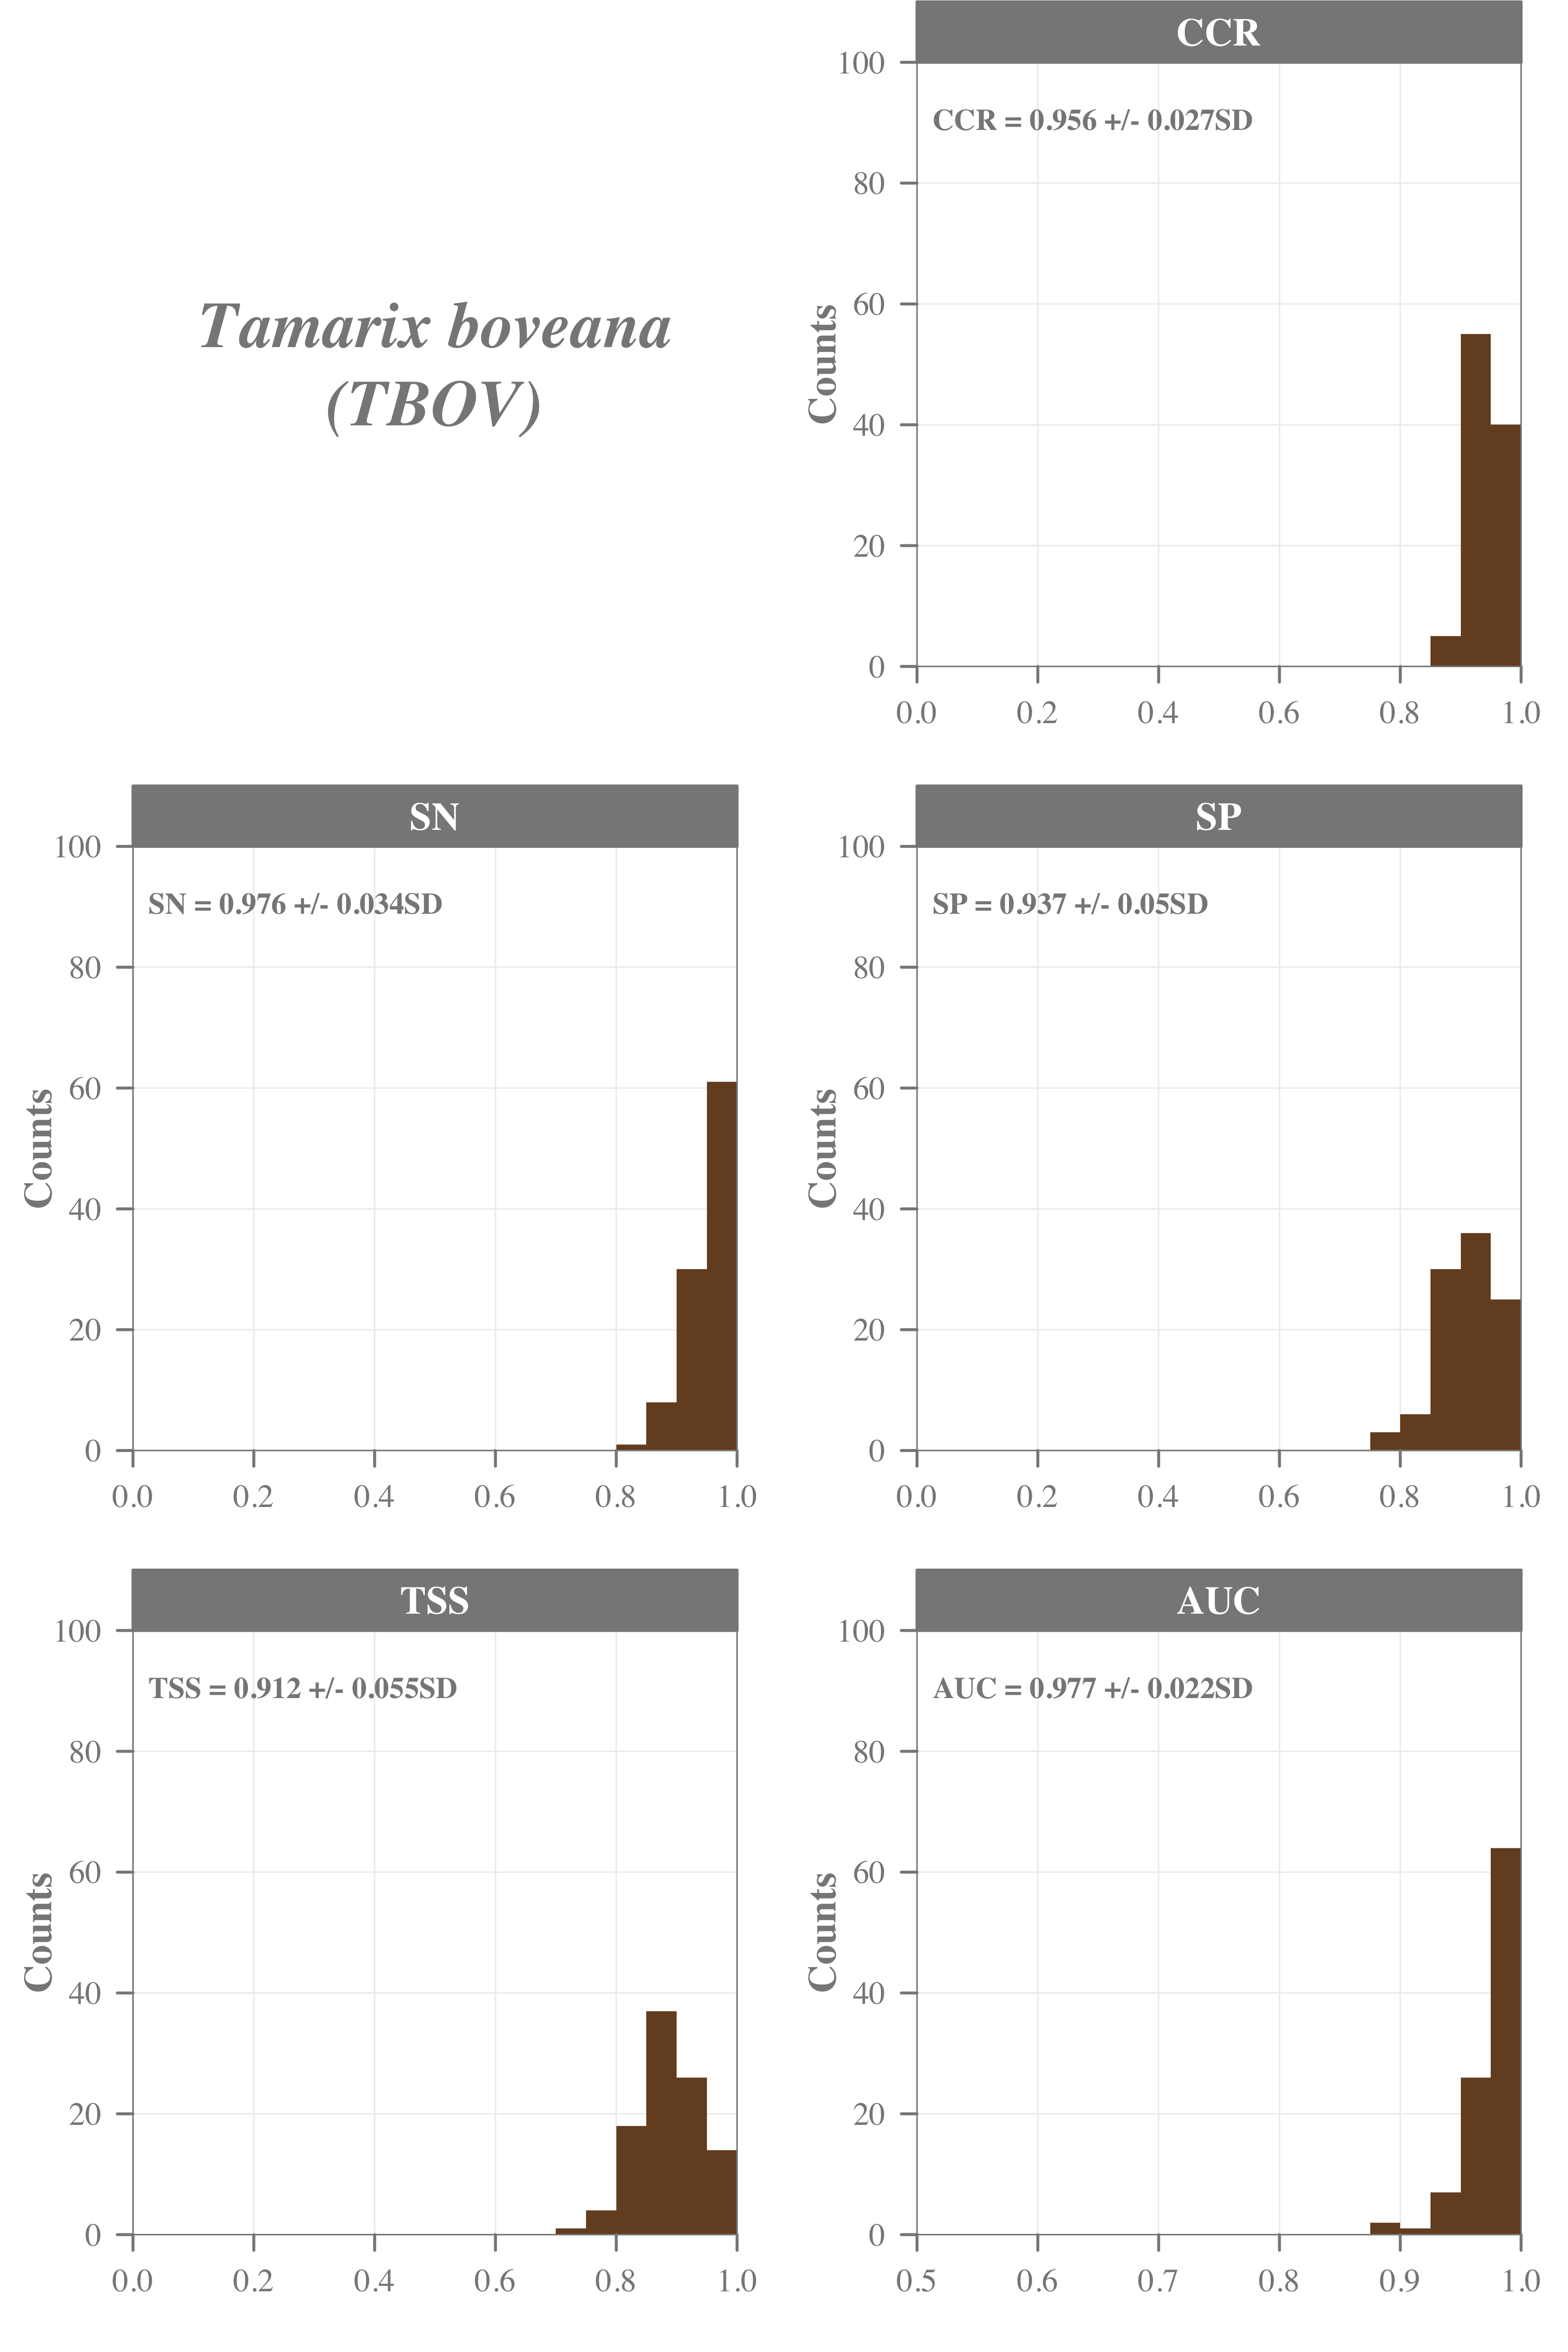 Tamarix boveana
(TBOV)
CCR
CCR = 0.956 +/- 0.027SD
Counts
100
80
60
40
20
0
0.0 0.2 0.4 0.6 0.8 1.0
SN
SN = 0.976 +/- 0.034SD
Counts
100
80
60
40
20
0
0.0 0.2 0.4 0.6 0.8 1.0
SP
SP = 0.937 +/- 0.05SD
Counts
100
80
60
40
20
0
0.0 0.2 0.4 0.6 0.8 1.0
TSS
TSS = 0.912 +/- 0.055SD
Counts
100
80
60
40
20
0
0.0 0.2 0.4 0.6 0.8 1.0
AUC
AUC = 0.977 +/- 0.022SD
Counts
100
80
60
40
20
0
0.5 0.6 0.7 0.8 0.9 1.0